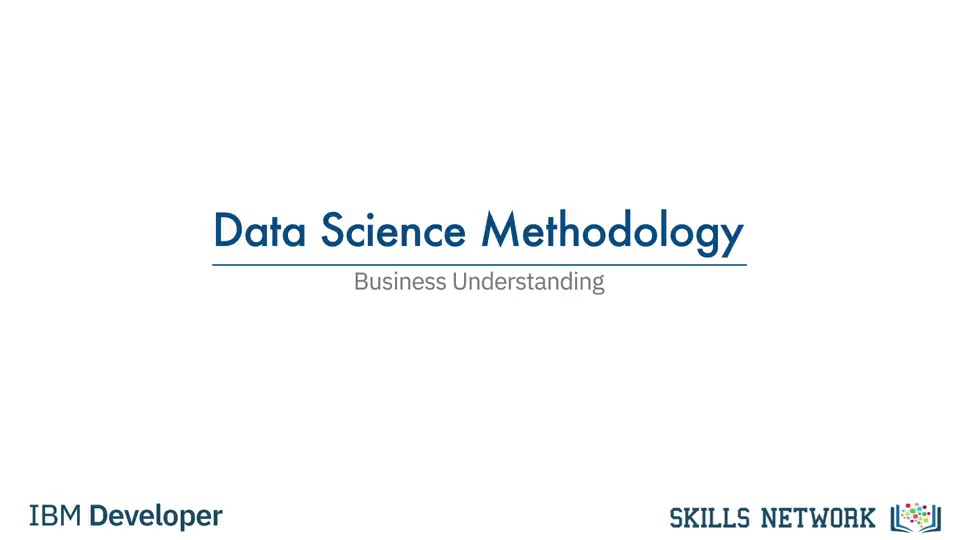 Data Science Methodology
Business Understanding
IBM Developer
SKILLS NETWORK